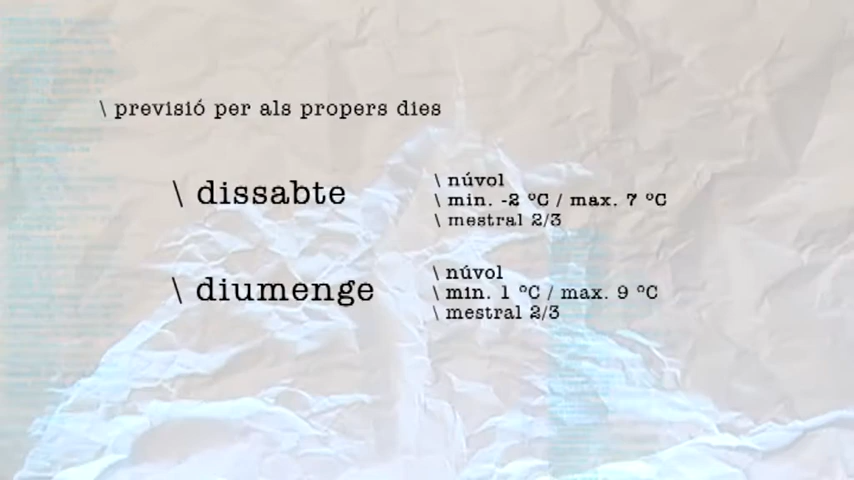 \ previsió per als propers dies
\ dissabte
\ núvol
\ min. -2 ºC / max. 7 ºC
\ mestral 2/3
\ diumenge
\ núvol
\ min. 1 ºC / max. 9 ºC
\ mestral 2/3